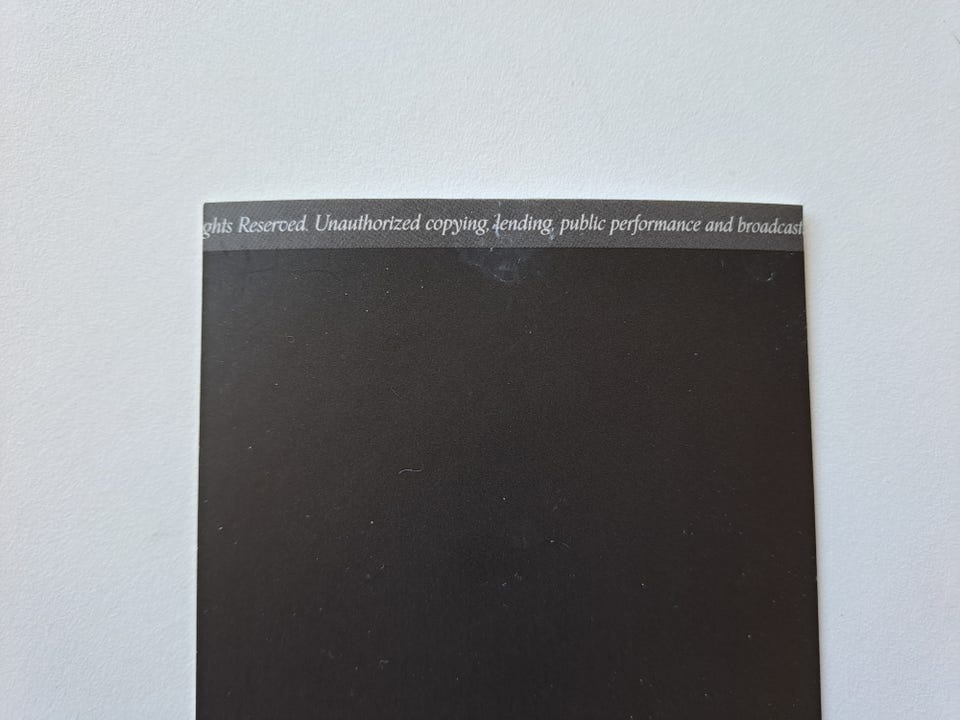 ghts Reserved. Unauthorized copying, lending, public performance and broadcast